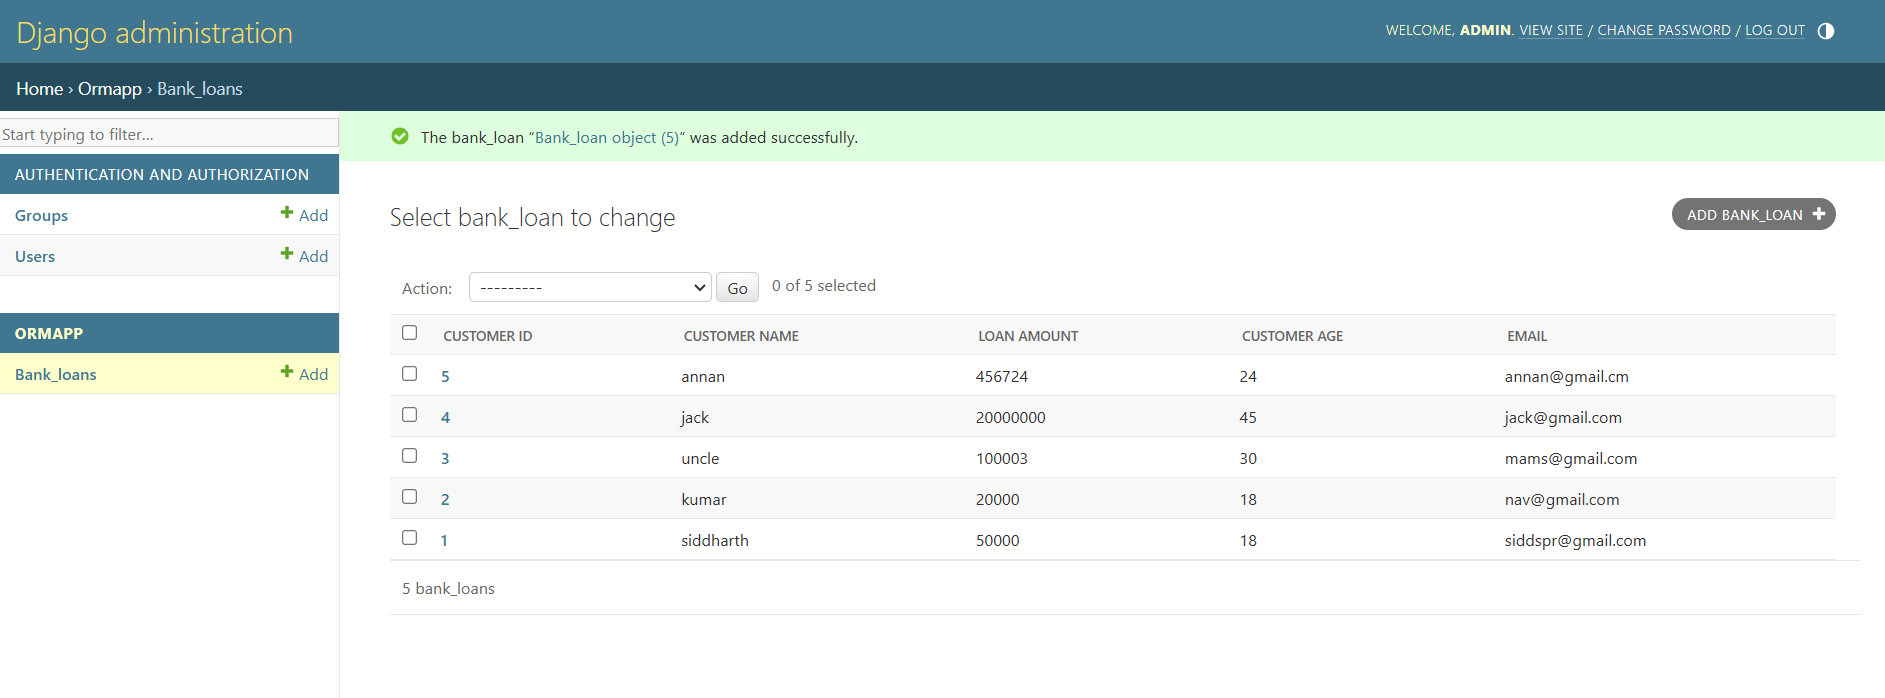 Django administration
WELCOME, ADMIN. VIEW SITE / CHANGE PASSWORD / LOG OUT
Home › Ormapp › Bank_loans
Start typing to filter...
AUTHENTICATION AND AUTHORIZATION
Groups + Add
Users + Add
ORMAPP
Bank_loans + Add
The bank_loan “Bank_loan object (5)” was added successfully.
Select bank_loan to change
ADD BANK_LOAN +
Action: --------- Go 0 of 5 selected
CUSTOMER ID CUSTOMER NAME LOAN AMOUNT CUSTOMER AGE EMAIL
5 annan 456724 24 annan@gmail.cm
4 jack 20000000 45 jack@gmail.com
3 uncle 100003 30 mams@gmail.com
2 kumar 20000 18 nav@gmail.com
1 siddharth 50000 18 siddspr@gmail.com
5 bank_loans